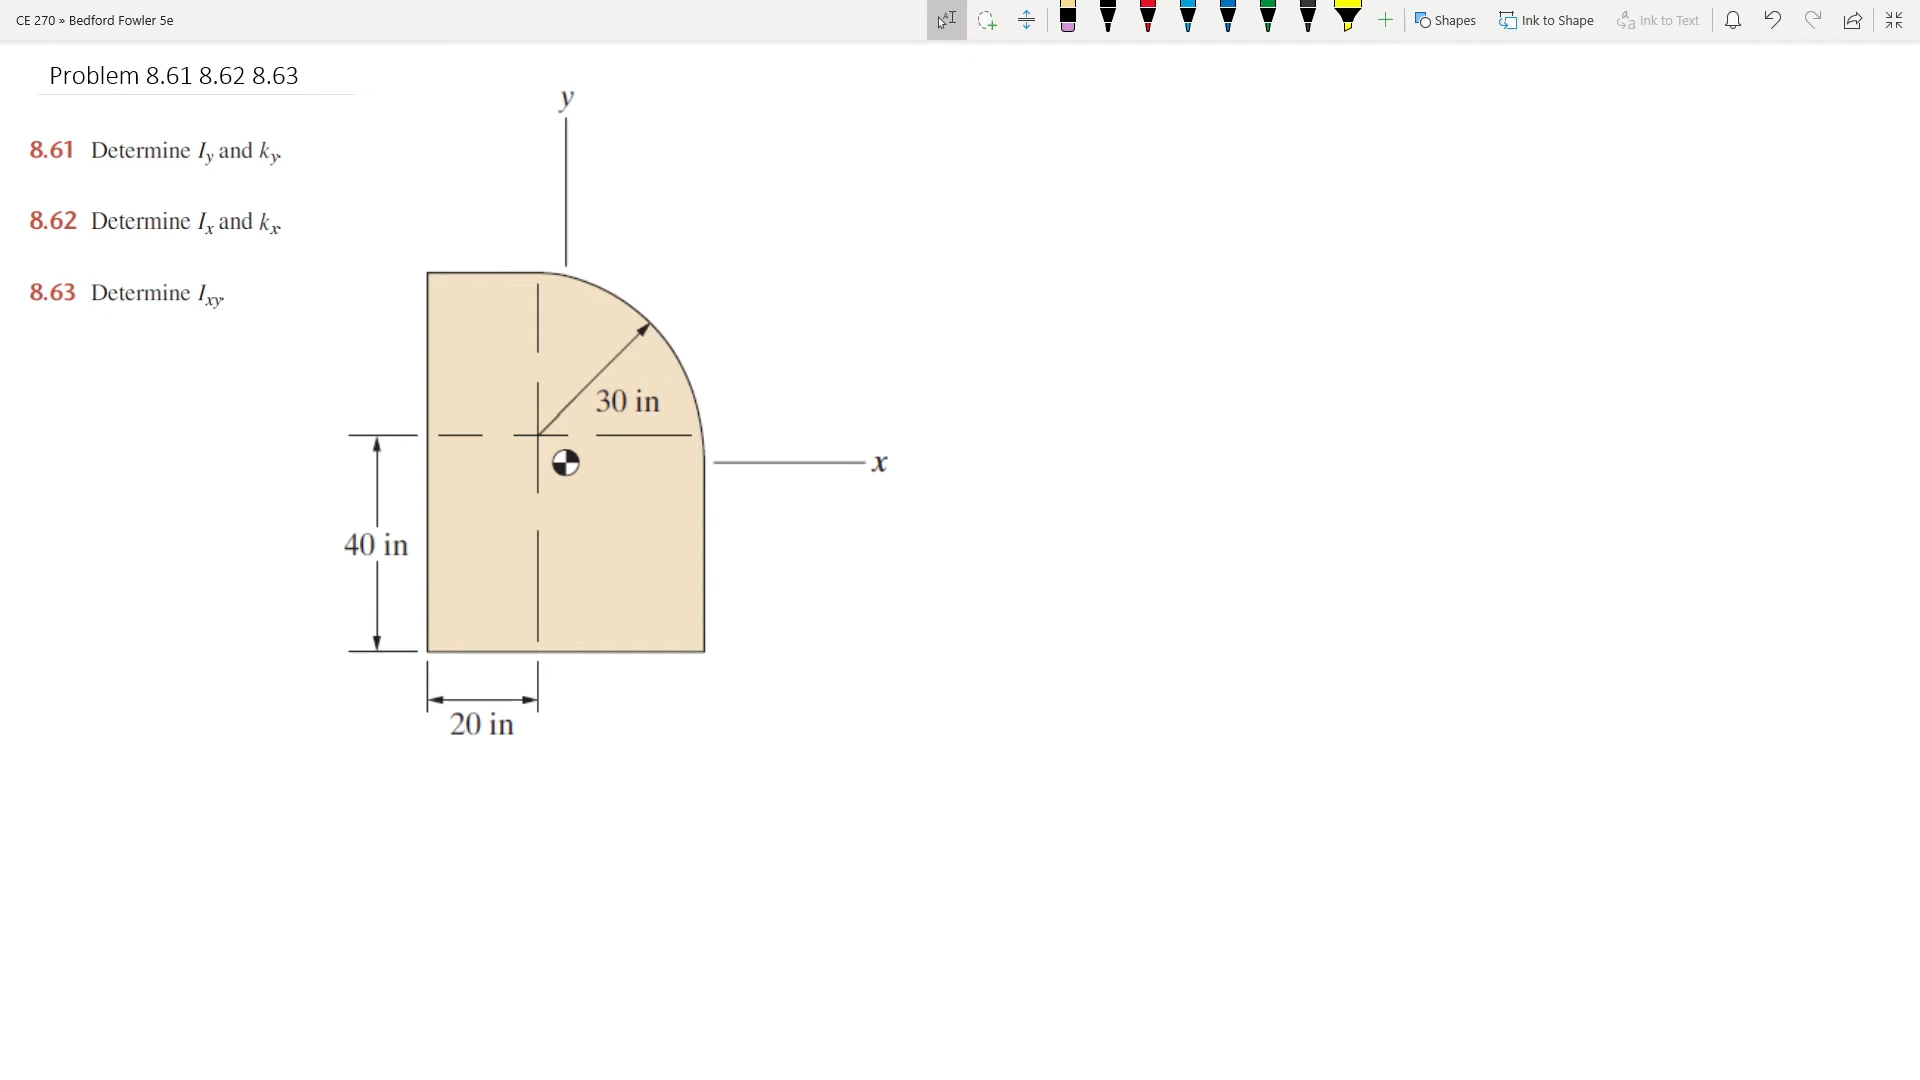 CE 270 » Bedford Fowler 5e
Shapes
Ink to Shape
Ink to Text
Problem 8.61 8.62 8.63
8.61 Determine Iy and ky.
8.62 Determine Ix and kx.
8.63 Determine Ixy.
y
30 in
x
40 in
20 in